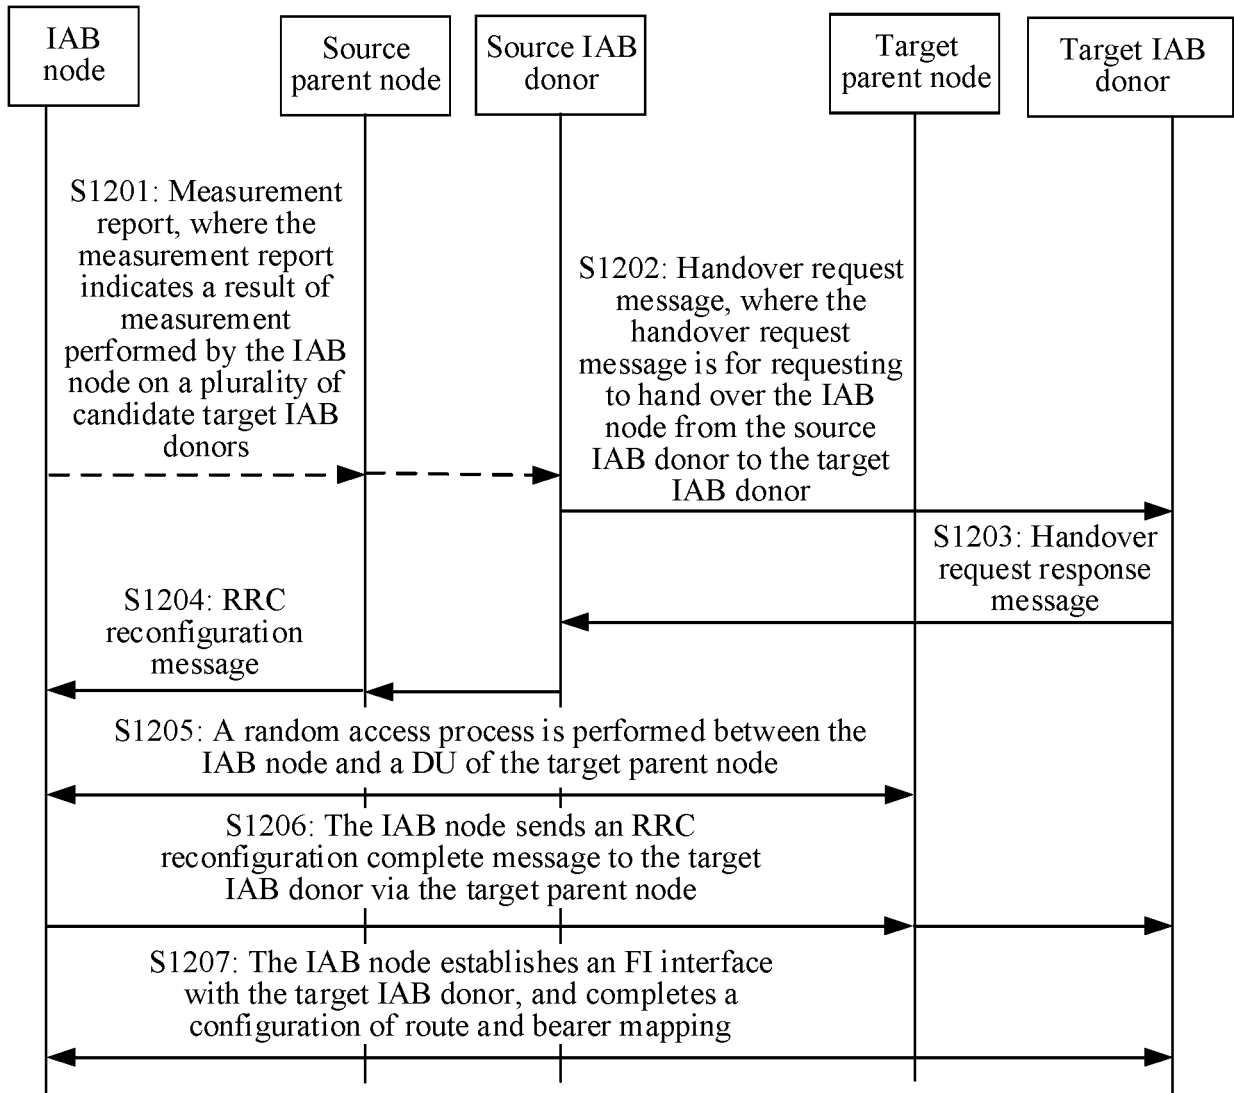 IAB
node
Source
parent node
Source IAB
donor
Target
parent node
Target IAB
donor
S1201: Measurement
report, where the
measurement report
indicates a result of
measurement
performed by the IAB
node on a plurality of
candidate target IAB
donors
S1202: Handover request
message, where the
handover request
message is for requesting
to hand over the IAB
node from the source
IAB donor to the target
IAB donor
S1203: Handover
request response
message
S1204: RRC
reconfiguration
message
S1205: A random access process is performed between the
IAB node and a DU of the target parent node
S1206: The IAB node sends an RRC
reconfiguration complete message to the target
IAB donor via the target parent node
S1207: The IAB node establishes an FI interface
with the target IAB donor, and completes a
configuration of route and bearer mapping